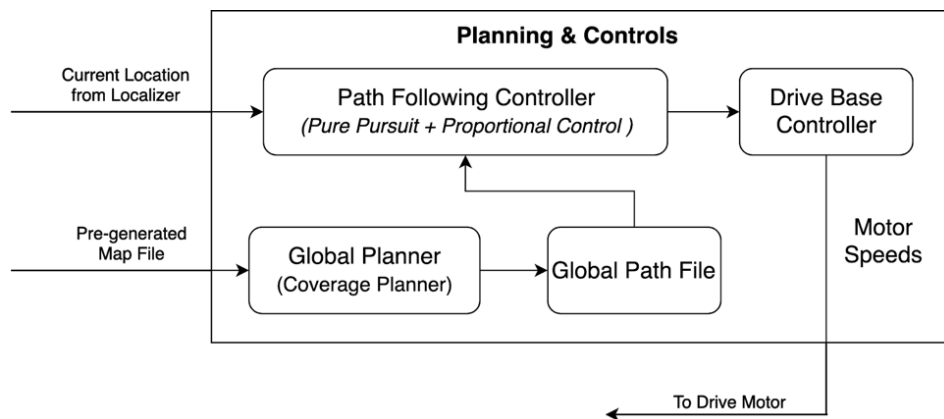 Planning & Controls
Current Location
from Localizer
Path Following Controller
(Pure Pursuit + Proportional Control )
Drive Base
Controller
Pre-generated
Map File
Global Planner
(Coverage Planner)
Global Path File
Motor
Speeds
To Drive Motor